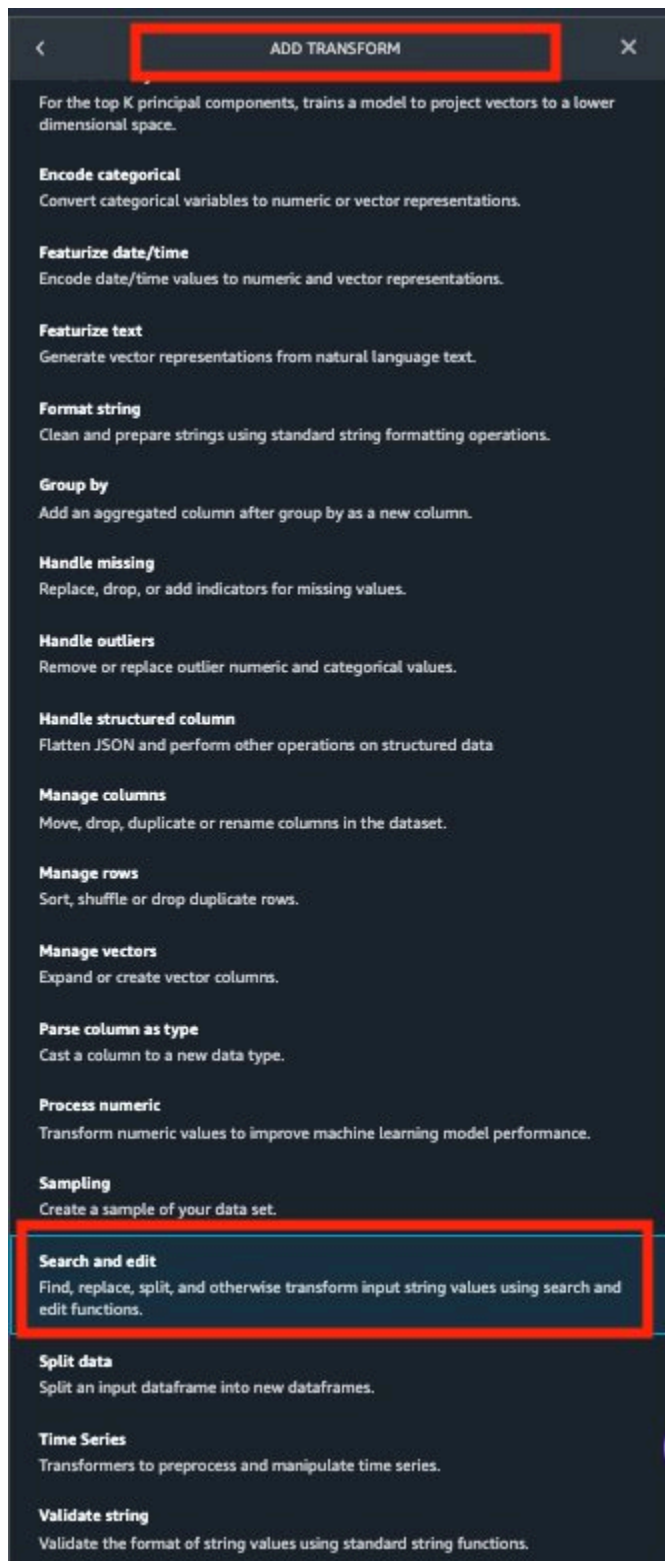 ADD TRANSFORM
For the top K principal components, trains a model to project vectors to a lower
dimensional space.
Encode categorical
Convert categorical variables to numeric or vector representations.
Featurize date/time
Encode date/time values to numeric and vector representations.
Featurize text
Generate vector representations from natural language text.
Format string
Clean and prepare strings using standard string formatting operations.
Group by
Add an aggregated column after group by as a new column.
Handle missing
Replace, drop, or add indicators for missing values.
Handle outliers
Remove or replace outlier numeric and categorical values.
Handle structured column
Flatten JSON and perform other operations on structured data
Manage columns
Move, drop, duplicate or rename columns in the dataset.
Manage rows
Sort, shuffle or drop duplicate rows.
Manage vectors
Expand or create vector columns.
Parse column as type
Cast a column to a new data type.
Process numeric
Transform numeric values to improve machine learning model performance.
Sampling
Create a sample of your data set.
Search and edit
Find, replace, split, and otherwise transform input string values using search and
edit functions.
Split data
Split an input dataframe into new dataframes.
Time Series
Transformers to preprocess and manipulate time series.
Validate string
Validate the format of string values using standard string functions.